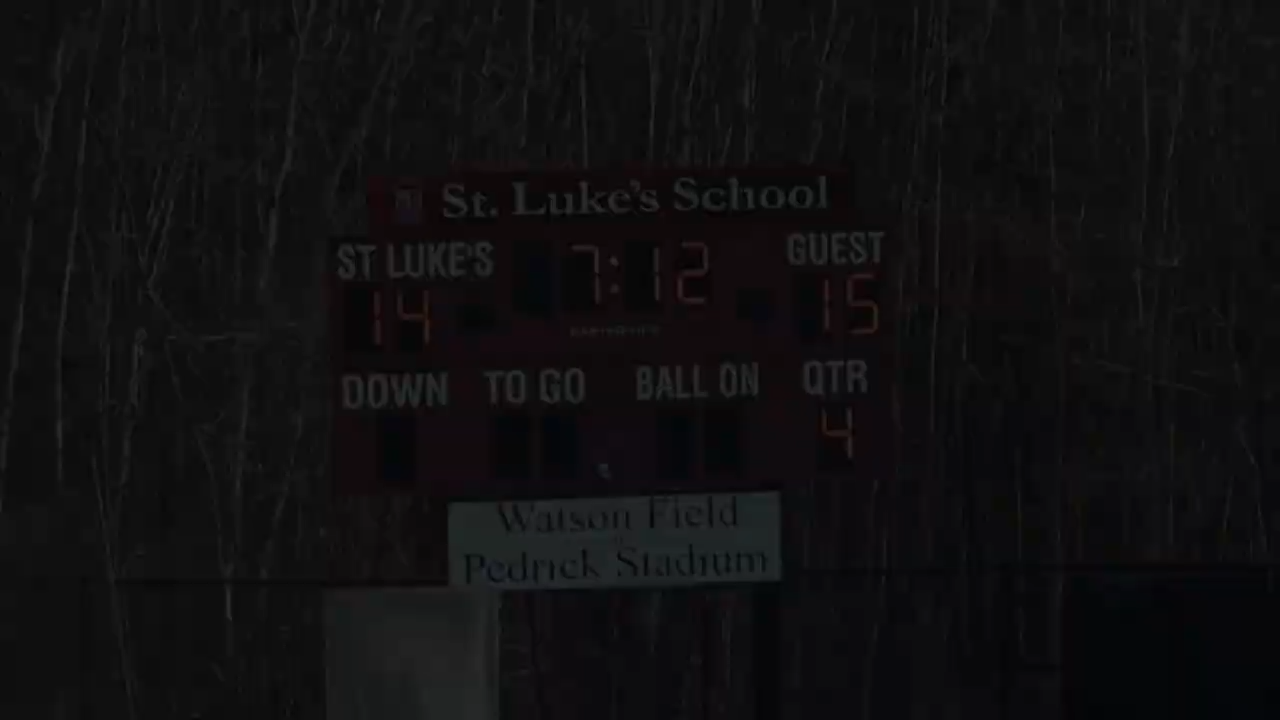 St. Luke's School
ST LUKE'S 7:12 GUEST
14 15
DOWN TO GO BALL ON QTR
4
Watson Field
Pedrick Stadium